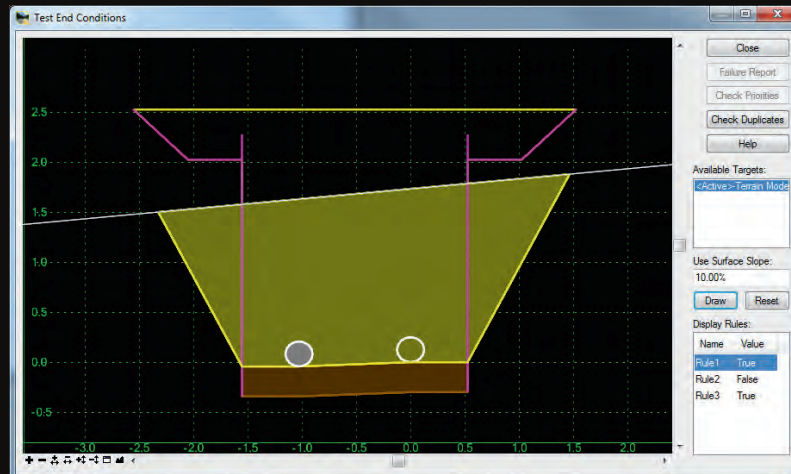 Test End Conditions
Close
Failure Report
Check Priorities
Check Duplicates
Help
Available Targets:
<Active>-Terrain Mode
Use Surface Slope:
10.00%
Draw Reset
Display Rules:
Name Value
Rule1 True
Rule2 False
Rule3 True
2.5
2.0
1.5
1.0
0.5
0.0
-0.5
-3.0 -2.5 -2.0 -1.5 -1.0 -0.5 0.0 0.5 1.0 1.5 2.0